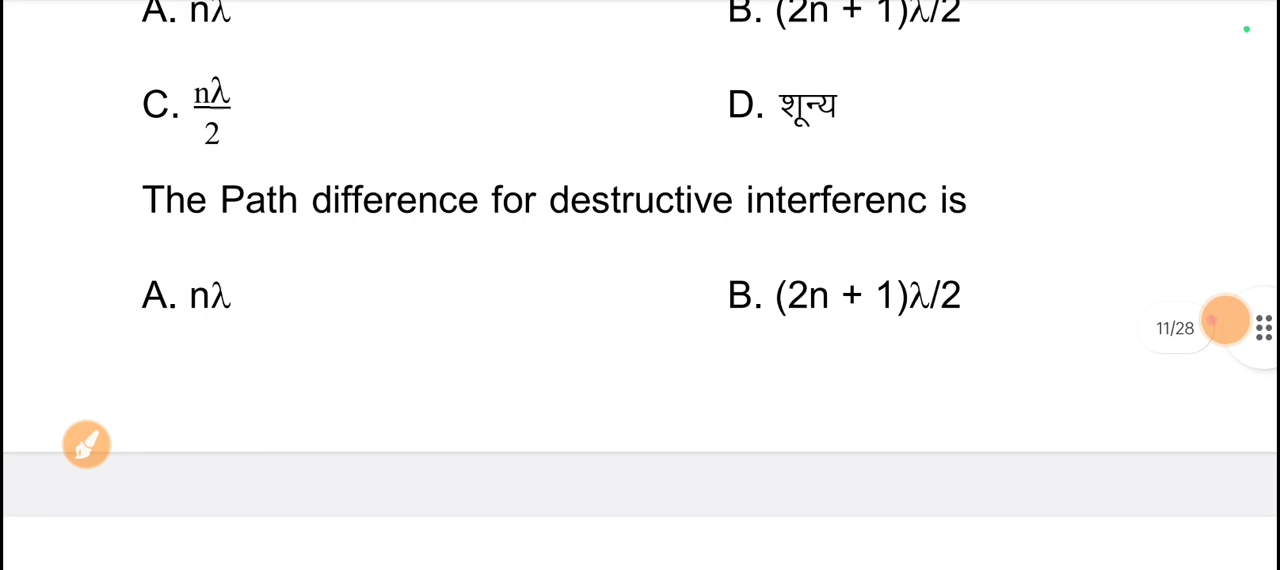 A. nλ B. (2n + 1)λ/2
C. nλ/2 D. शून्य
The Path difference for destructive interferenc is
A. nλ B. (2n + 1)λ/2
11/28